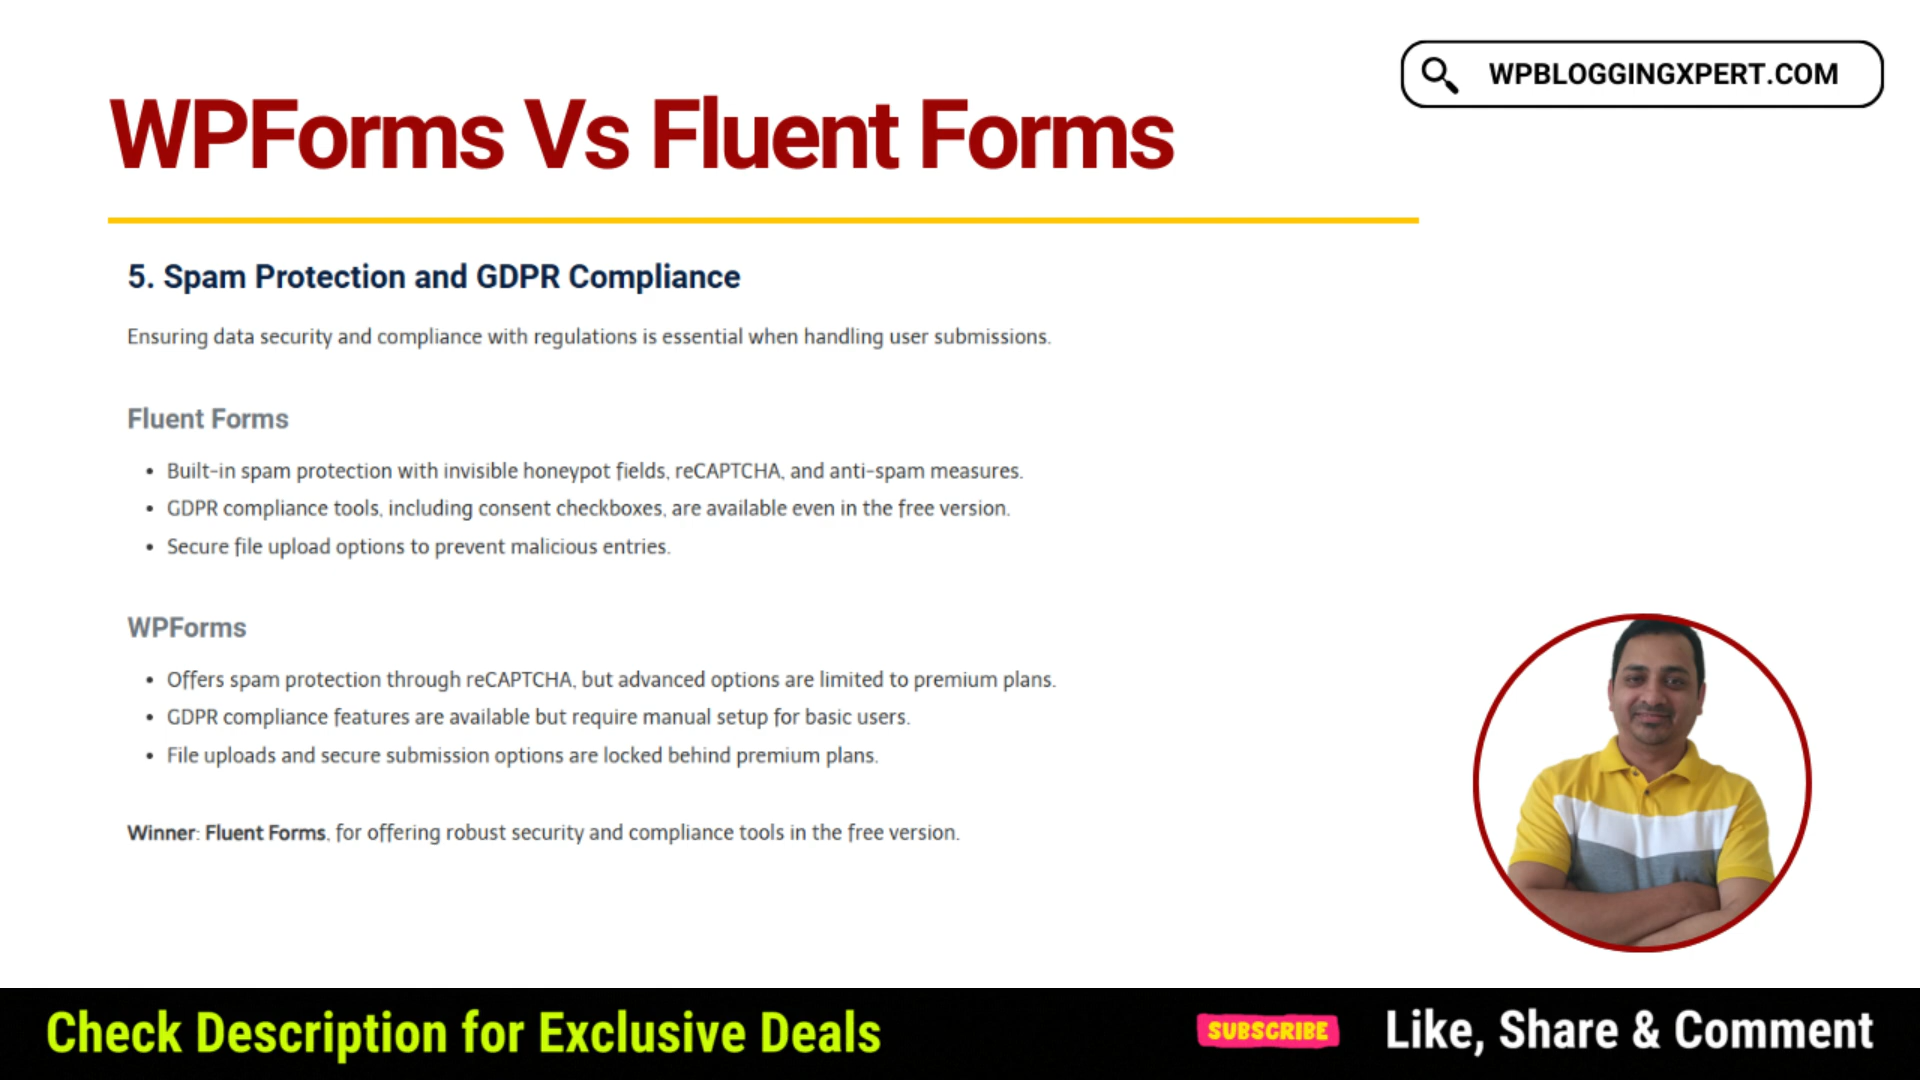 WPBLOGGINGXPERT.COM
WPForms Vs Fluent Forms
5. Spam Protection and GDPR Compliance
Ensuring data security and compliance with regulations is essential when handling user submissions.
Fluent Forms
• Built-in spam protection with invisible honeypot fields, reCAPTCHA, and anti-spam measures.
• GDPR compliance tools, including consent checkboxes, are available even in the free version.
• Secure file upload options to prevent malicious entries.
WPForms
• Offers spam protection through reCAPTCHA, but advanced options are limited to premium plans.
• GDPR compliance features are available but require manual setup for basic users.
• File uploads and secure submission options are locked behind premium plans.
Winner: Fluent Forms, for offering robust security and compliance tools in the free version.
Check Description for Exclusive Deals
SUBSCRIBE
Like, Share & Comment